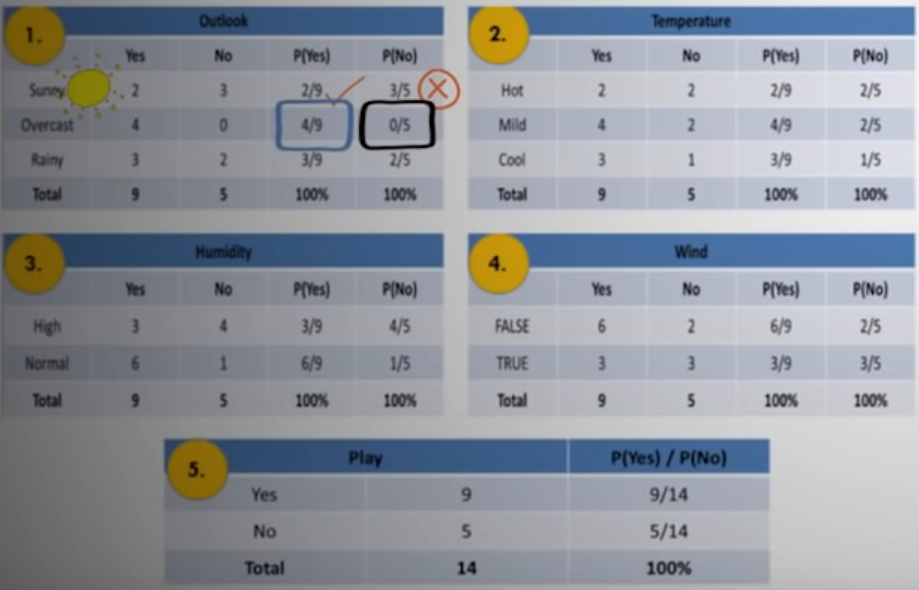 1.
Outlook
Yes No P(Yes) P(No)
Sunny 2 3 2/9 3/5
Overcast 4 0 4/9 0/5
Rainy 3 2 3/9 2/5
Total 9 5 100% 100%
2.
Temperature
Yes No P(Yes) P(No)
Hot 2 2 2/9 2/5
Mild 4 2 4/9 2/5
Cool 3 1 3/9 1/5
Total 9 5 100% 100%
3.
Humidity
Yes No P(Yes) P(No)
High 3 4 3/9 4/5
Normal 6 1 6/9 1/5
Total 9 5 100% 100%
4.
Wind
Yes No P(Yes) P(No)
FALSE 6 2 6/9 2/5
TRUE 3 3 3/9 3/5
Total 9 5 100% 100%
5.
Play P(Yes) / P(No)
Yes 9 9/14
No 5 5/14
Total 14 100%